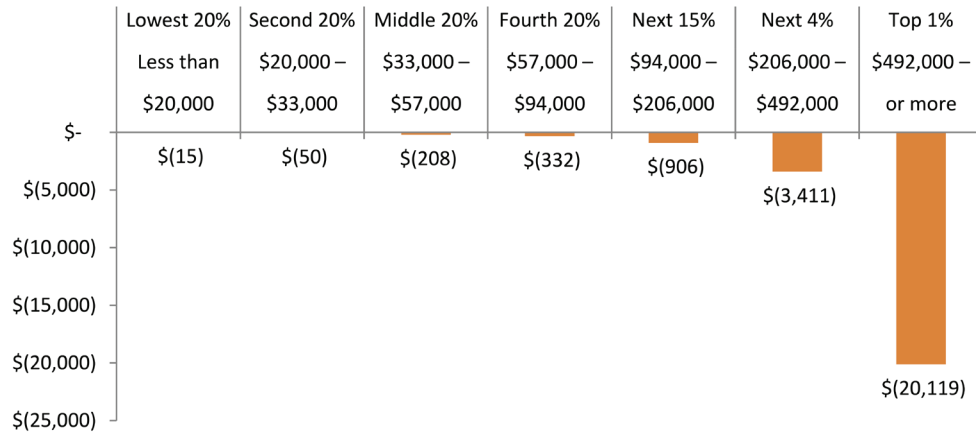 Lowest 20% Second 20% Middle 20% Fourth 20% Next 15% Next 4% Top 1%
Less than $20,000 – $33,000 – $57,000 – $94,000 – $206,000 – $492,000 –
$20,000 $33,000 $57,000 $94,000 $206,000 $492,000 or more
$-
$(15) $(50) $(208) $(332) $(906)
$(5,000) $(3,411)
$(10,000)
$(15,000)
$(20,000)
$(20,119)
$(25,000)